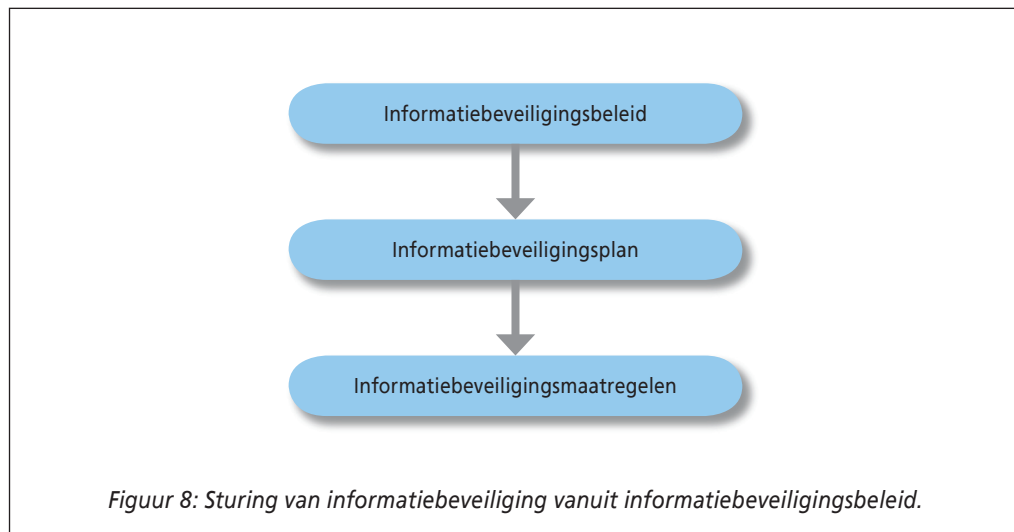 Informatiebeveiligingsbeleid
Informatiebeveiligingsplan
Informatiebeveiligingsmaatregelen
Figuur 8: Sturing van informatiebeveiliging vanuit informatiebeveiligingsbeleid.